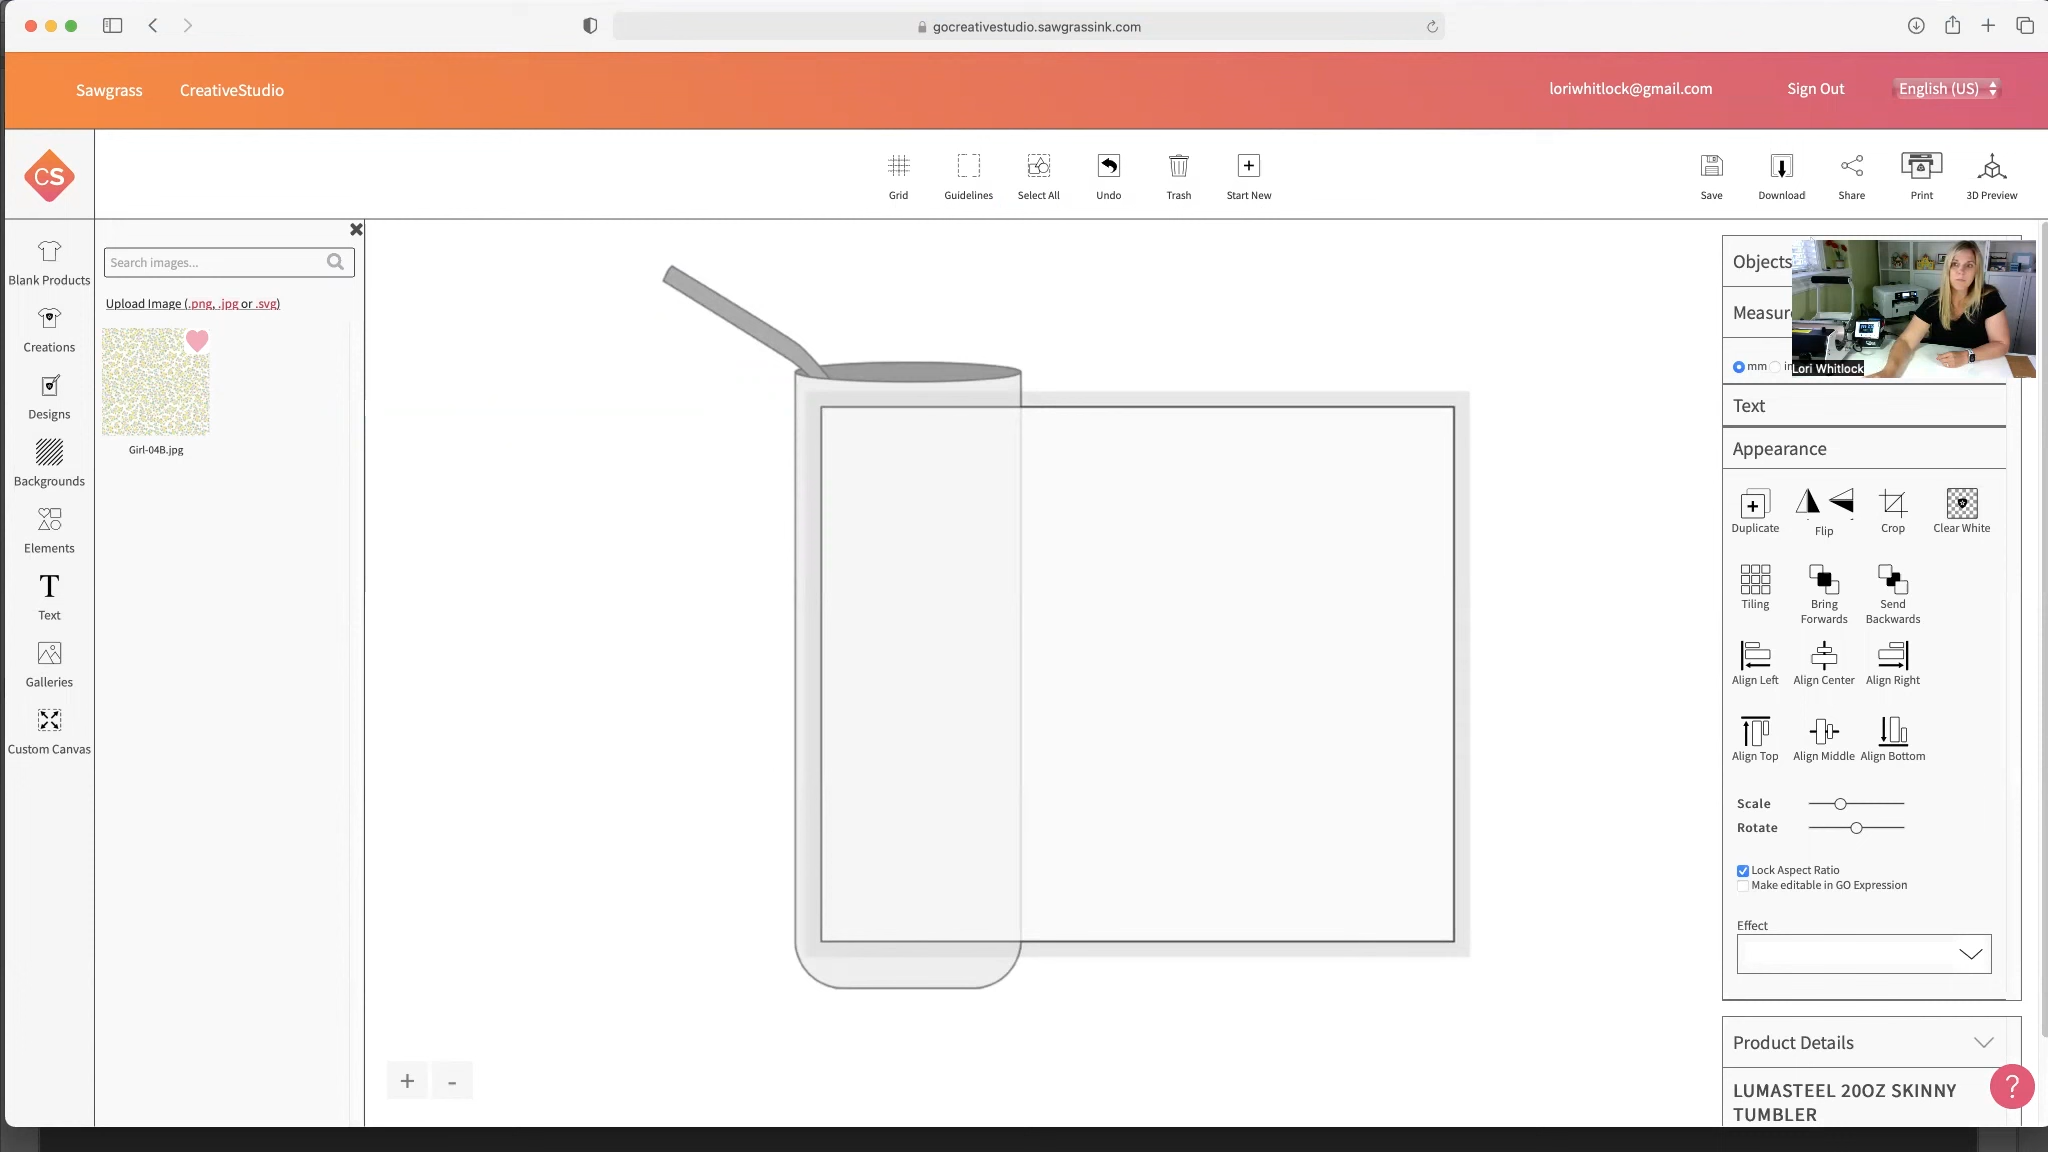 gocreativestudio.sawgrassink.com
Sawgrass
CreativeStudio
loriwhitlock@gmail.com
Sign Out
English (US)
CS
Grid
Guidelines
Select All
Undo
Trash
Start New
Save
Download
Share
Print
3D Preview
Blank Products
Creations
Designs
Backgrounds
Elements
T
Text
Galleries
Custom Canvas
Search images...
Upload Image (.png, .jpg or .svg)
Girl-04B.jpg
+
-
Objects
Measur
mm
in
Lori Whitlock
Text
Appearance
Duplicate
Flip
Crop
Clear White
Tiling
Bring
Forwards
Send
Backwards
Align Left
Align Center
Align Right
Align Top
Align Middle
Align Bottom
Scale
Rotate
Lock Aspect Ratio
Make editable in GO Expression
Effect
Product Details
LUMASTEEL 20OZ SKINNY
TUMBLER
?